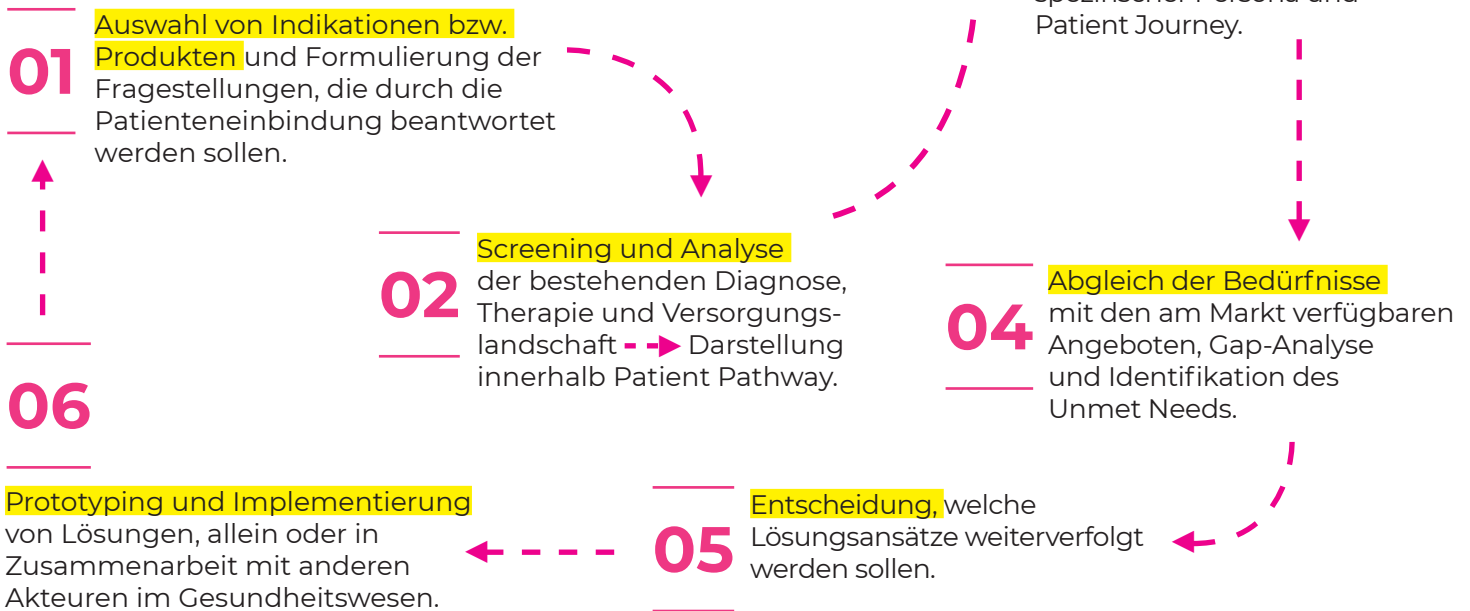 01
Auswahl von Indikationen bzw.
Produkten und Formulierung der
Fragestellungen, die durch die
Patienteneinbindung beantwortet
werden sollen.
02
Screening und Analyse
der bestehenden Diagnose,
Therapie und Versorgungs-
landschaft Darstellung
innerhalb Patient Pathway.
Persona und
Patient Journey.
04
Abgleich der Bedürfnisse
mit den am Markt verfügbaren
Angeboten, Gap-Analyse
und Identifikation des
Unmet Needs.
05
Entscheidung, welche
Lösungsansätze weiterverfolgt
werden sollen.
06
Prototyping und Implementierung
von Lösungen, allein oder in
Zusammenarbeit mit anderen
Akteuren im Gesundheitswesen.